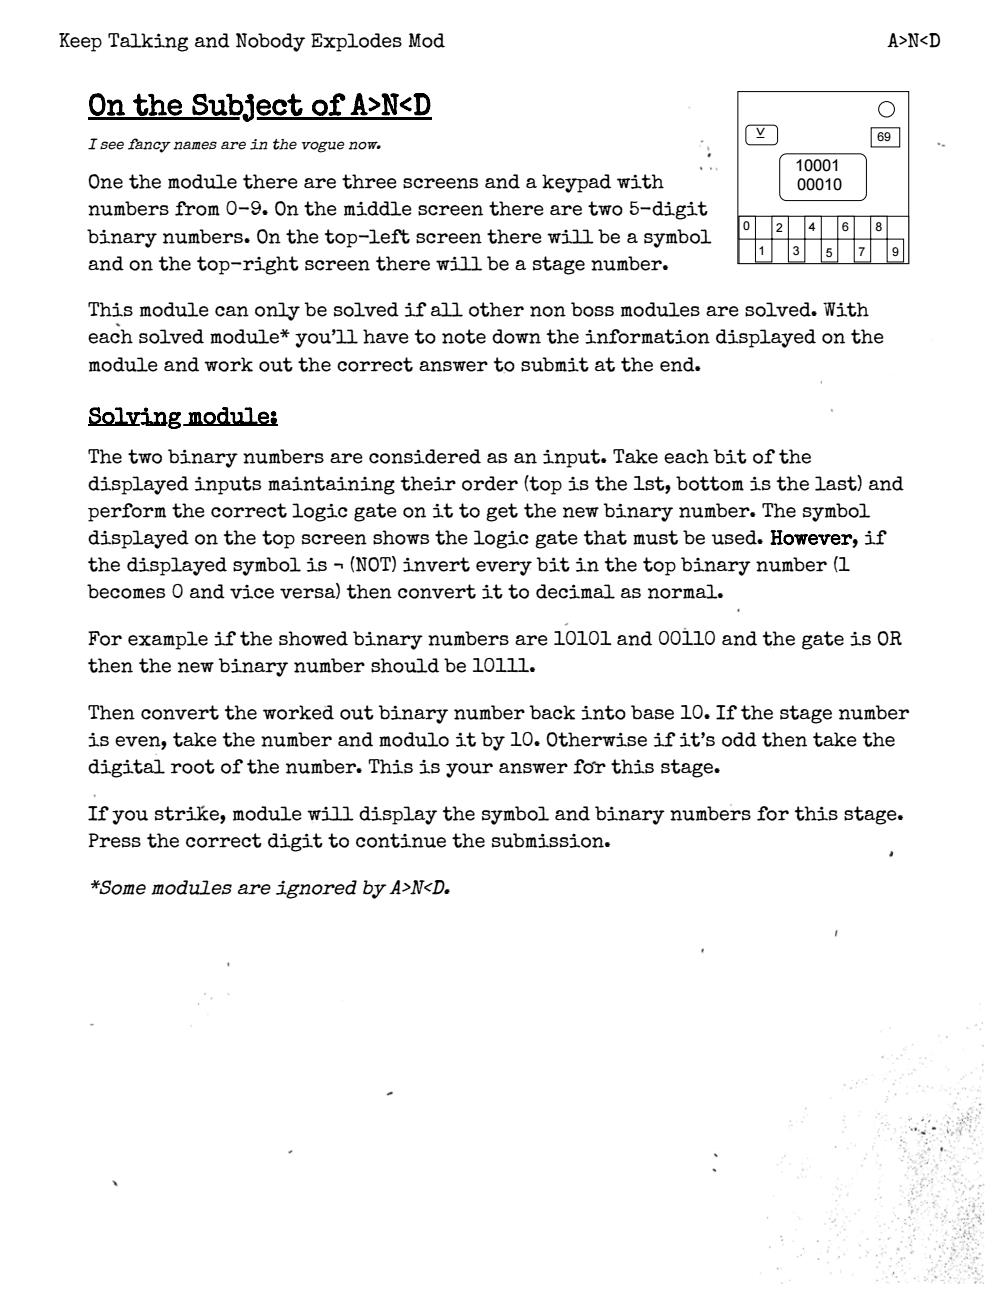 Keep Talking and Nobody Explodes Mod A>N<D
On the Subject of A>N<D
I see fancy names are in the vogue now.
One the module there are three screens and a keypad with
numbers from 0-9. On the middle screen there are two 5-digit
binary numbers. On the top-left screen there will be a symbol
and on the top-right screen there will be a stage number.
⊻
69
10001
00010
0 2 4 6 8
1 3 5 7 9
This module can only be solved if all other non boss modules are solved. With
each solved module* you'll have to note down the information displayed on the
module and work out the correct answer to submit at the end.
Solving module:
The two binary numbers are considered as an input. Take each bit of the
displayed inputs maintaining their order (top is the 1st, bottom is the last) and
perform the correct logic gate on it to get the new binary number. The symbol
displayed on the top screen shows the logic gate that must be used. However, if
the displayed symbol is ¬ (NOT) invert every bit in the top binary number (1
becomes 0 and vice versa) then convert it to decimal as normal.
For example if the showed binary numbers are 10101 and 00110 and the gate is OR
then the new binary number should be 10111.
Then convert the worked out binary number back into base 10. If the stage number
is even, take the number and modulo it by 10. Otherwise if it's odd then take the
digital root of the number. This is your answer for this stage.
If you strike, module will display the symbol and binary numbers for this stage.
Press the correct digit to continue the submission.
*Some modules are ignored by A>N<D.